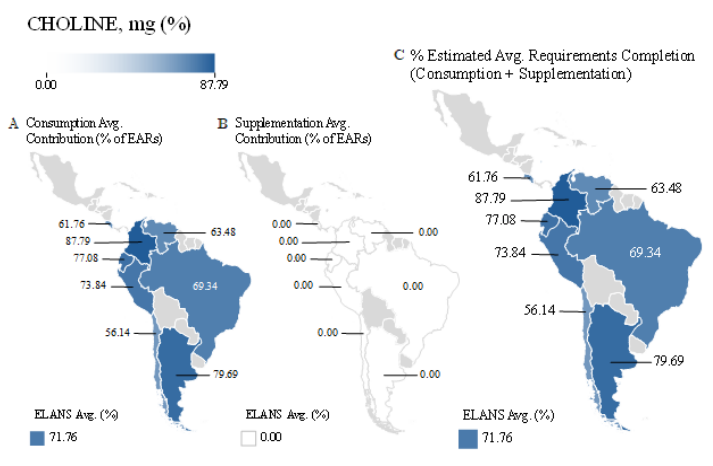 CHOLINE, mg (%)
0.00
87.79
A Consumption Avg.
Contribution (% of EARs)
61.76
63.48
87.79
77.08
73.84
69.34
56.14
79.69
ELANS Avg. (%)
71.76
B Supplementation Avg.
Contribution (% of EARs)
0.00
0.00
0.00
0.00
0.00
0.00
0.00
0.00
ELANS Avg. (%)
0.00
C % Estimated Avg. Requirements Completion
(Consumption + Supplementation)
61.76
63.48
87.79
77.08
73.84
69.34
56.14
79.69
ELANS Avg. (%)
71.76